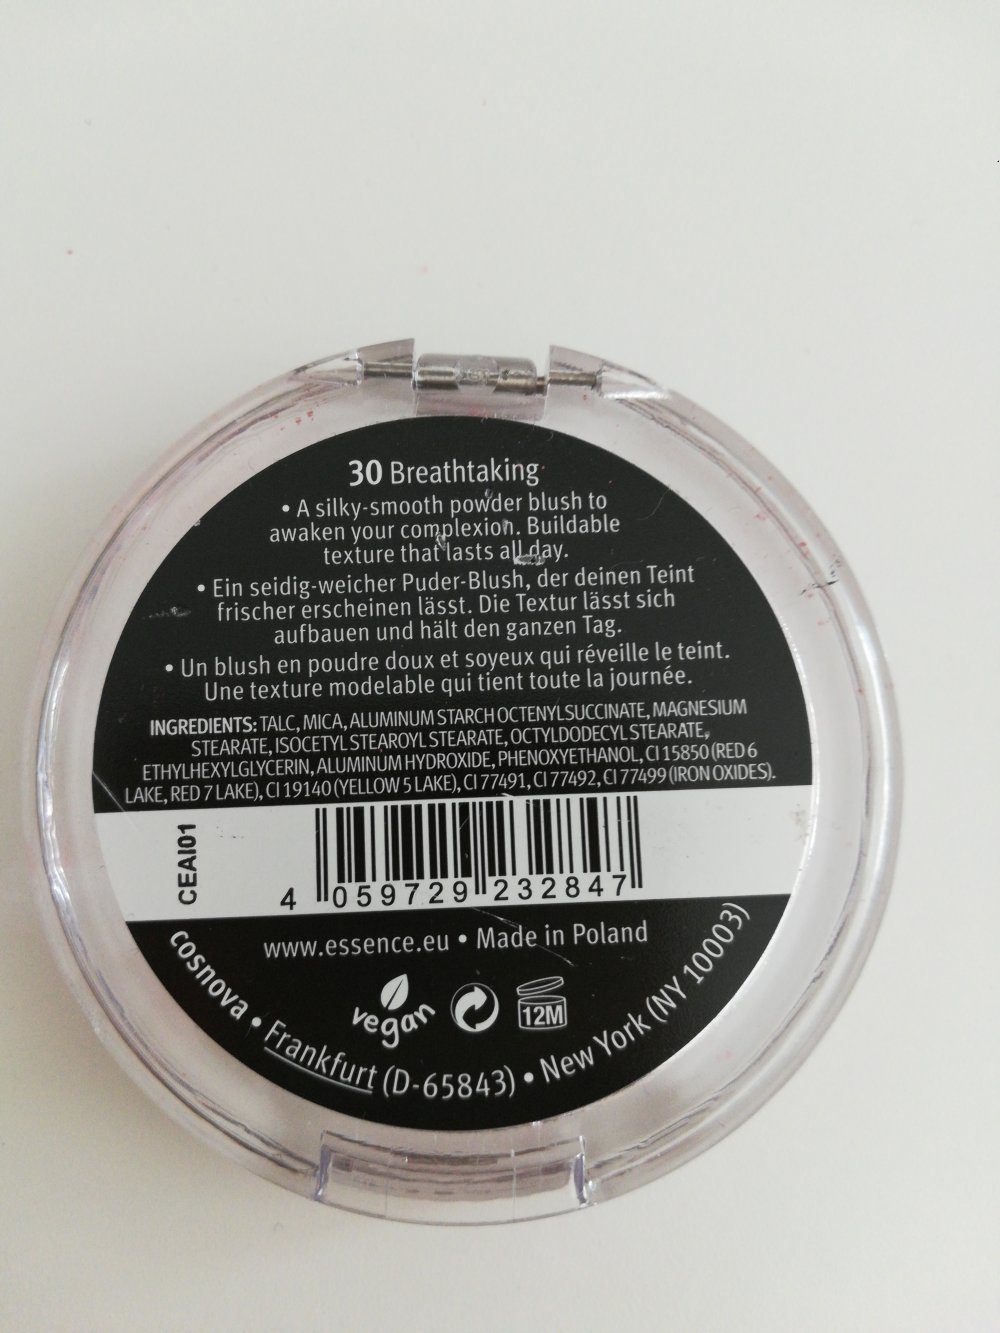 30 Breathtaking
• A silky-smooth powder blush to
awaken your complexion. Buildable
texture that lasts all day.
• Ein seidig-weicher Puder-Blush, der deinen Teint
frischer erscheinen lässt. Die Textur lässt sich
aufbauen und hält den ganzen Tag.
• Un blush en poudre doux et soyeux qui réveille le teint.
Une texture modelable qui tient toute la journée.
INGREDIENTS: TALC, MICA, ALUMINUM STARCH OCTENYLSUCCINATE, MAGNESIUM
STEARATE, ISOCETYL STEAROYL STEARATE, OCTYLDODECYL STEARATE,
ETHYLHEXYLGLYCERIN, ALUMINUM HYDROXIDE, PHENOXYETHANOL, CI 15850 (RED 6
LAKE, RED 7 LAKE), CI 19140 (YELLOW 5 LAKE), CI 77491, CI 77492, CI 77499 (IRON OXIDES).
CEAI01
4 059729 232847
www.essence.eu • Made in Poland
vegan
12M
cosnova • Frankfurt (D-65843) • New York (NY 10003)